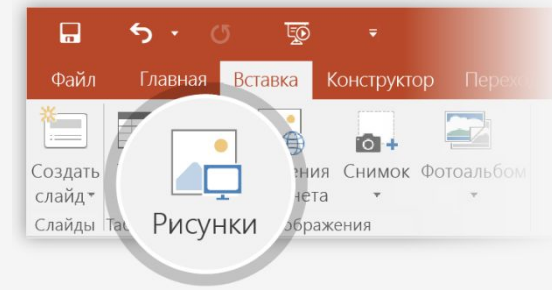 Файл Главная Вставка Конструктор
Создать Рисунки Снимок Фотоальбом
слайд
Слайды